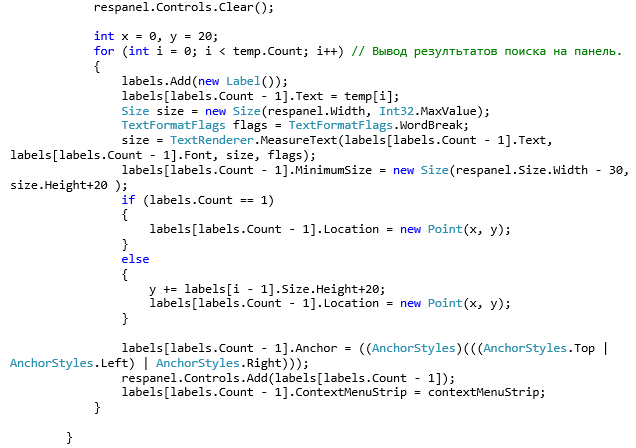 respanel.Controls.Clear();
int x = 0, y = 20;
for (int i = 0; i < temp.Count; i++) // Вывод резултьтатов поиска на панель.
{
labels.Add(new Label());
labels[labels.Count - 1].Text = temp[i];
Size size = new Size(respanel.Width, Int32.MaxValue);
TextFormatFlags flags = TextFormatFlags.WordBreak;
size = TextRenderer.MeasureText(labels[labels.Count - 1].Text,
labels[labels.Count - 1].Font, size, flags);
labels[labels.Count - 1].MinimumSize = new Size(respanel.Size.Width - 30,
size.Height+20 );
if (labels.Count == 1)
{
labels[labels.Count - 1].Location = new Point(x, y);
}
else
{
y += labels[i - 1].Size.Height+20;
labels[labels.Count - 1].Location = new Point(x, y);
}
labels[labels.Count - 1].Anchor = ((AnchorStyles)(((AnchorStyles.Top |
AnchorStyles.Left) | AnchorStyles.Right)));
respanel.Controls.Add(labels[labels.Count - 1]);
labels[labels.Count - 1].ContextMenuStrip = contextMenuStrip;
}
}